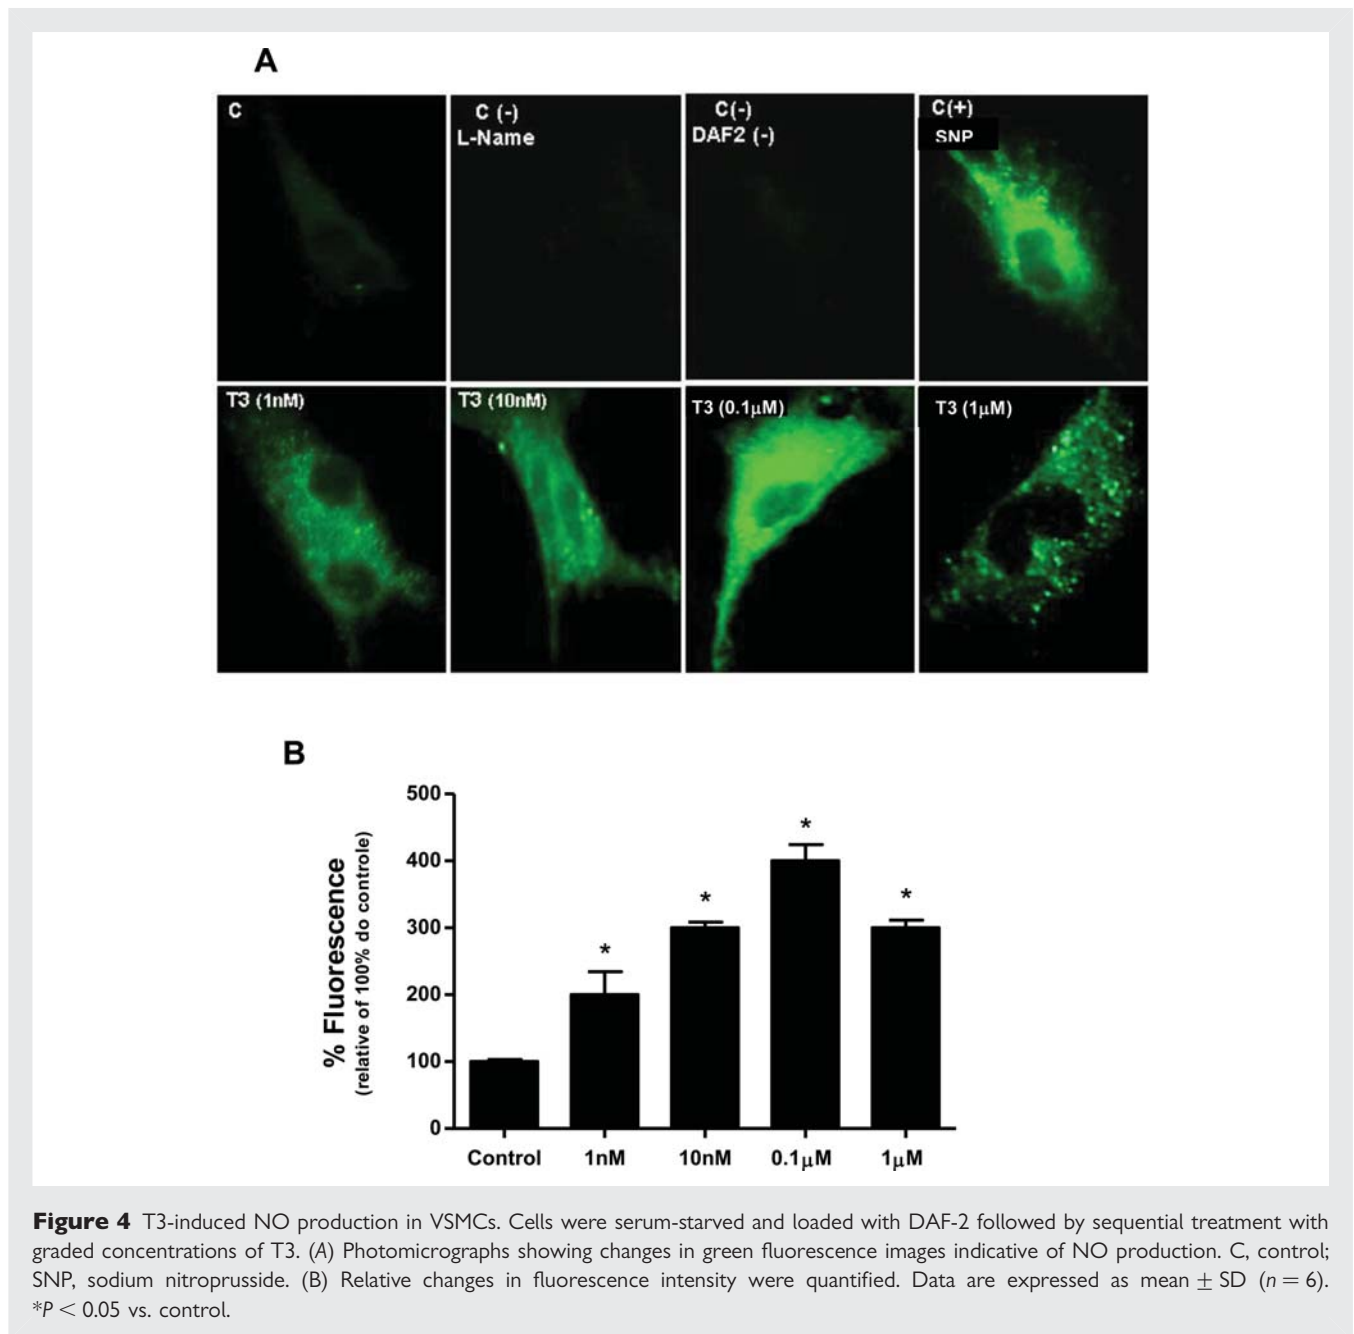 A
C
C (-)
L-Name
C(-)
DAF2 (-)
C(+)
SNP
T3 (1nM)
T3 (10nM)
T3 (0.1μM)
T3 (1μM)
B
% Fluorescence
(relative of 100% do controle)
500
400
300
200
100
0
*
*
*
*
Control
1nM
10nM
0.1μM
1μM
Figure 4 T3-induced NO production in VSMCs. Cells were serum-starved and loaded with DAF-2 followed by sequential treatment with
graded concentrations of T3. (A) Photomicrographs showing changes in green fluorescence images indicative of NO production. C, control;
SNP, sodium nitroprusside. (B) Relative changes in fluorescence intensity were quantified. Data are expressed as mean ± SD (n = 6).
*P < 0.05 vs. control.